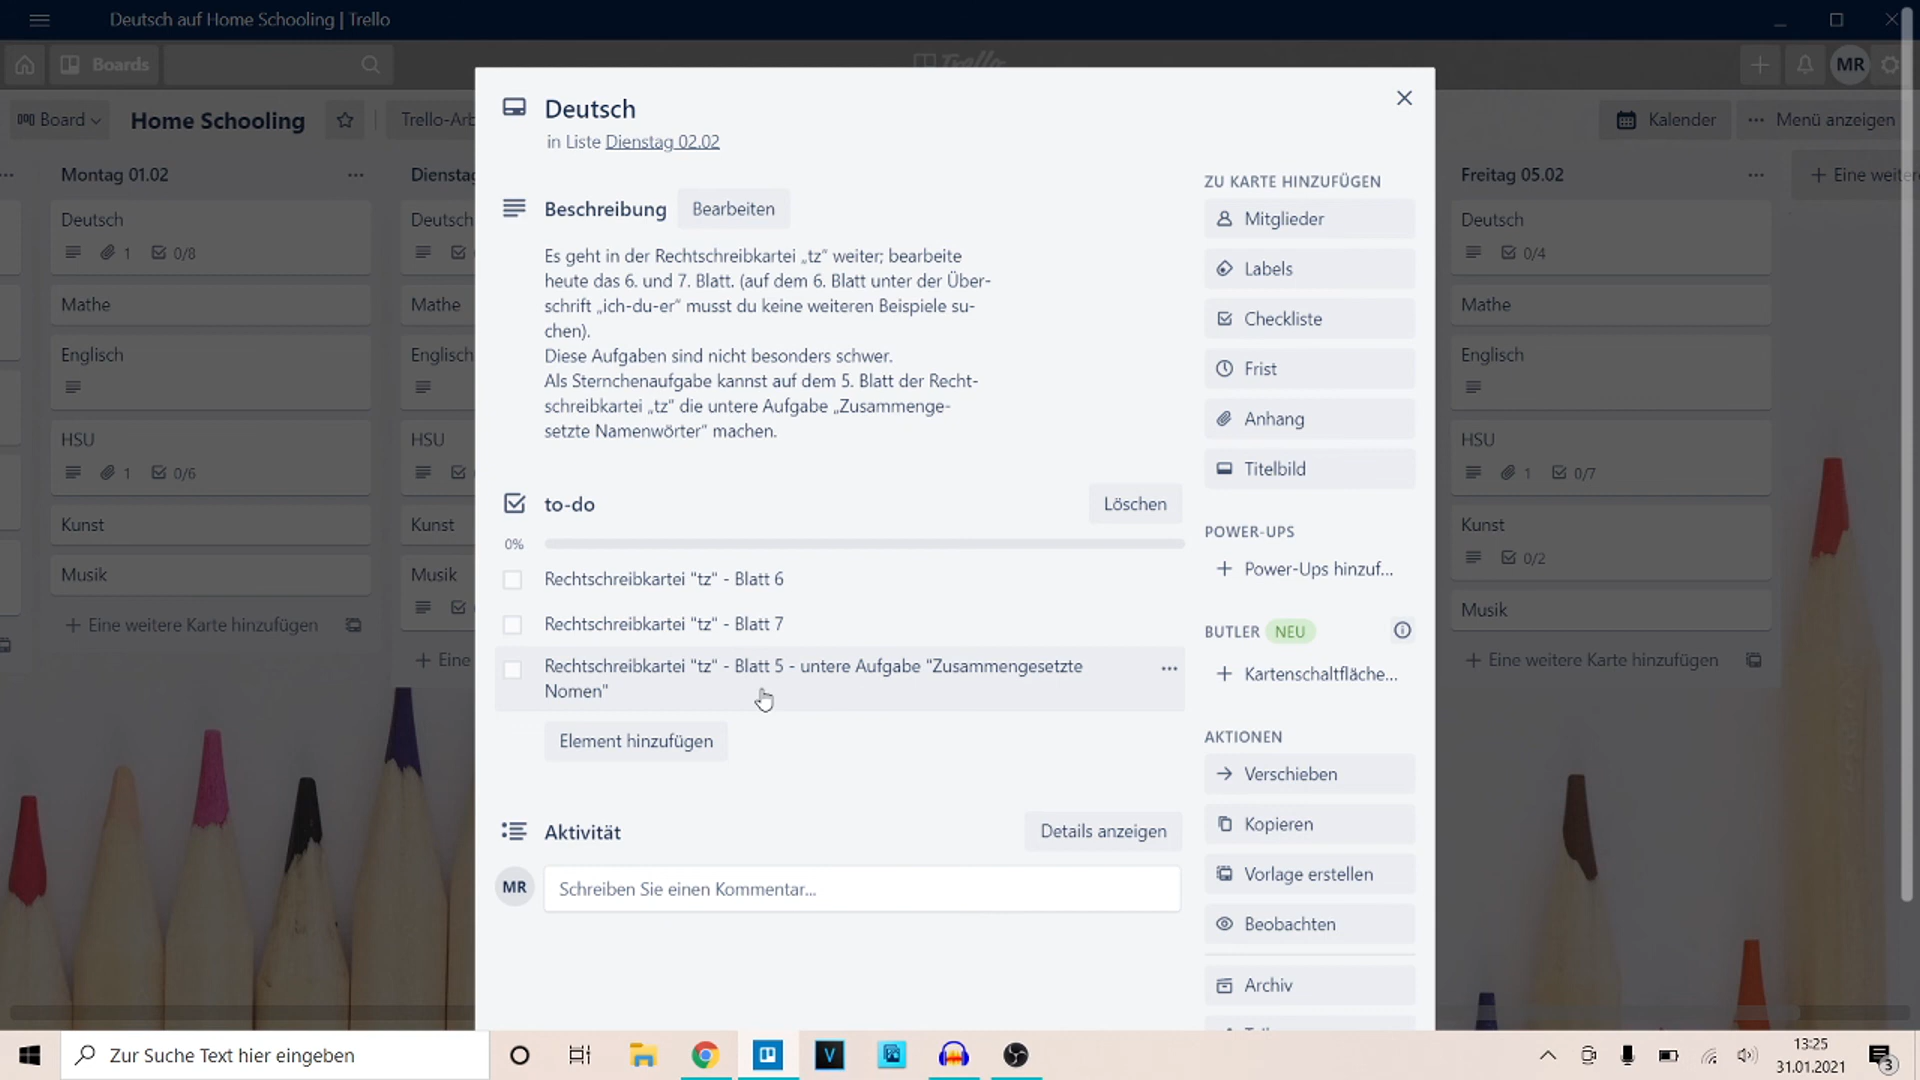 Deutsch auf Home Schooling | Trello
Boards
Trello
MR
Board
Home Schooling
Kalender
Menü anzeigen
Montag 01.02
Deutsch
1
0/8
Mathe
Englisch
HSU
1
0/6
Kunst
Musik
Eine weitere Karte hinzufügen
Deutsch
Mathe
Englisch
HSU
Kunst
Musik
Eine
Deutsch
in Liste Dienstag 02.02
Beschreibung
Bearbeiten
Es geht in der Rechtschreibkartei „tz“ weiter; bearbeite
heute das 6. und 7. Blatt. (auf dem 6. Blatt unter der Über-
schrift „ich-du-er“ musst du keine weiteren Beispiele su-
chen).
Diese Aufgaben sind nicht besonders schwer.
Als Sternchenaufgabe kannst auf dem 5. Blatt der Recht-
schreibkartei „tz“ die untere Aufgabe „Zusammenge-
setzte Namenwörter“ machen.
to-do
Löschen
0%
Rechtschreibkartei "tz" - Blatt 6
Rechtschreibkartei "tz" - Blatt 7
Rechtschreibkartei "tz" - Blatt 5 - untere Aufgabe "Zusammengesetzte
Nomen"
Element hinzufügen
Aktivität
Details anzeigen
MR
Schreiben Sie einen Kommentar...
ZU KARTE HINZUFÜGEN
Mitglieder
Labels
Checkliste
Frist
Anhang
Titelbild
POWER-UPS
Power-Ups hinzuf...
BUTLER NEU
Kartenschaltfläche...
AKTIONEN
Verschieben
Kopieren
Vorlage erstellen
Beobachten
Archiv
Freitag 05.02
Deutsch
0/4
Mathe
Englisch
HSU
1
0/7
Kunst
0/2
Musik
Eine weitere Karte hinzufügen
Eine
Zur Suche Text hier eingeben
V
13:25
31.01.2021
3